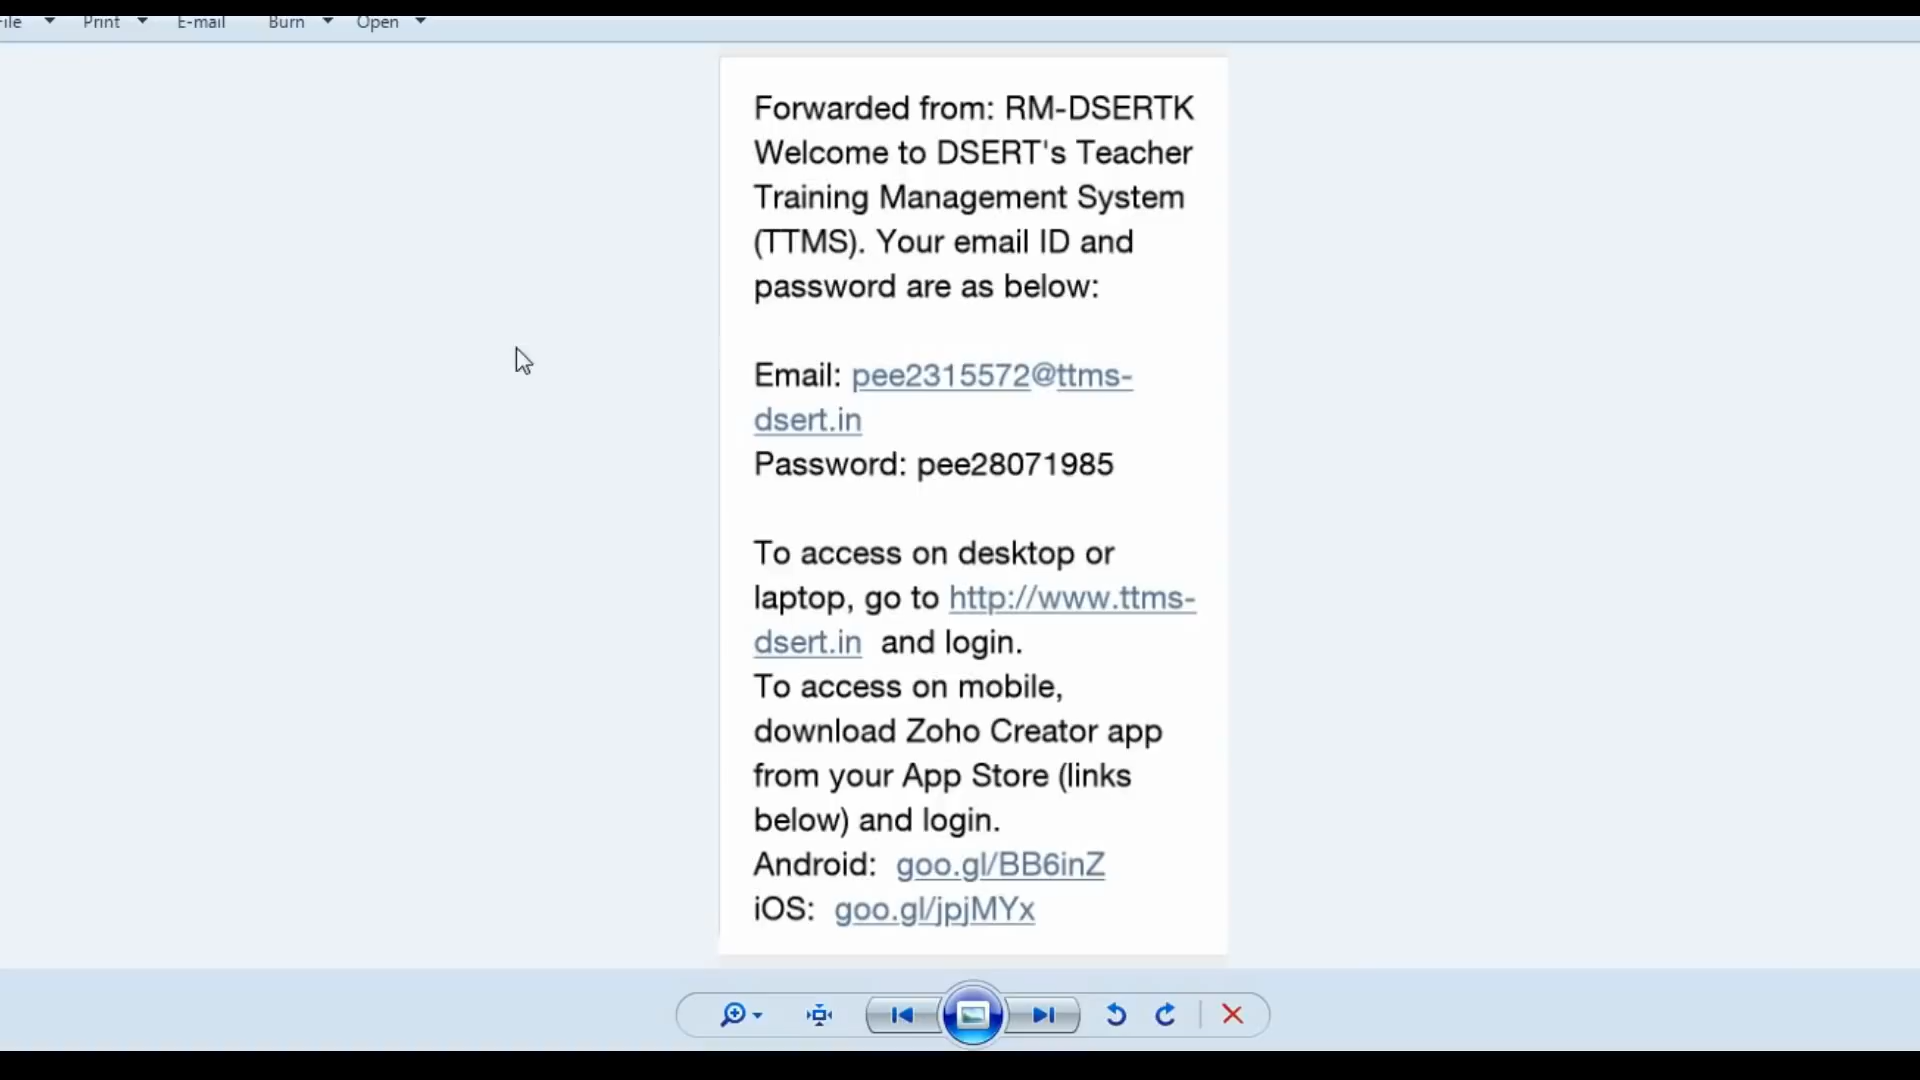 ile Print E-mail Burn Open
Forwarded from: RM-DSERTK
Welcome to DSERT's Teacher
Training Management System
(TTMS). Your email ID and
password are as below:
Email: pee2315572@ttms-
dsert.in
Password: pee28071985
To access on desktop or
laptop, go to http://www.ttms-
dsert.in and login.
To access on mobile,
download Zoho Creator app
from your App Store (links
below) and login.
Android: goo.gl/BB6inZ
iOS: goo.gl/jpjMYx